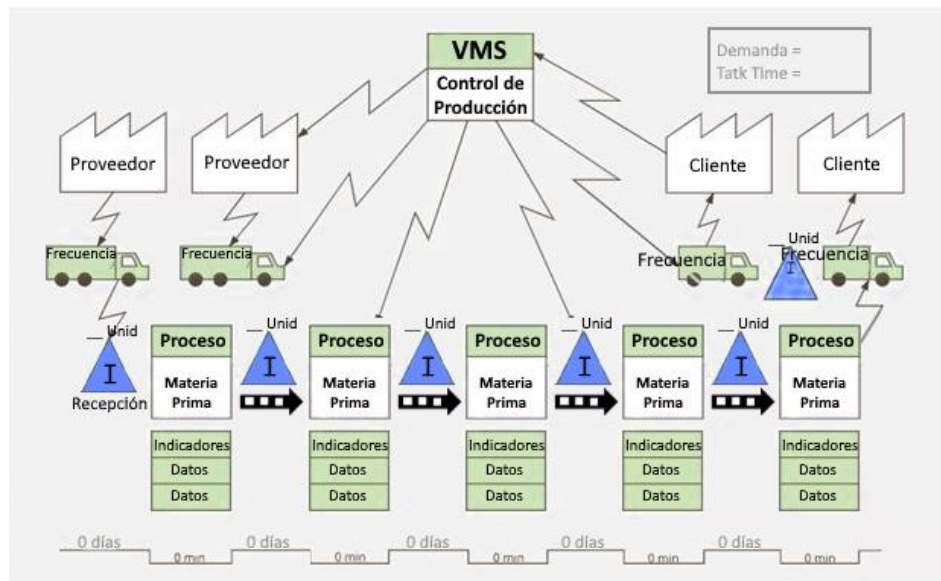 VMS
Control de
Producción
Demanda =
Tatk TIme =
Proveedor
Proveedor
Cliente
Cliente
Frecuencia
Frecuencia
Frecuencia
__ Unid
Frecuencia
I
__ Unid
__ Unid
__ Unid
__ Unid
__ Unid
I
I
I
I
I
Recepción
Proceso
Proceso
Proceso
Proceso
Proceso
Materia
Prima
Materia
Prima
Materia
Prima
Materia
Prima
Materia
Prima
Indicadores
Indicadores
Indicadores
Indicadores
Indicadores
Datos
Datos
Datos
Datos
Datos
Datos
Datos
Datos
Datos
Datos
0 días
0 días
0 días
0 días
0 días
0 min
0 min
0 min
0 min
0 min